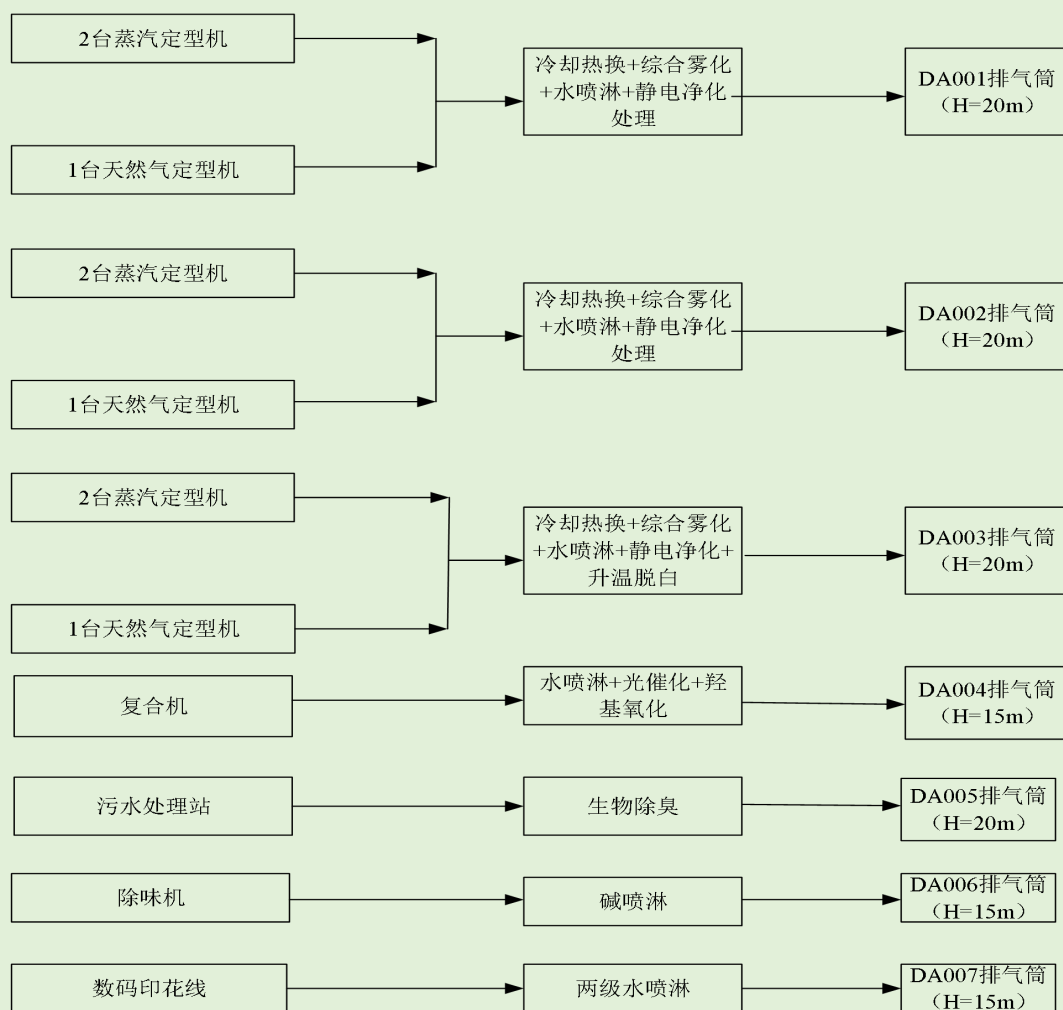 2台蒸汽定型机
1台天然气定型机
冷却热换+综合雾化
+水喷淋+静电净化
处理
DA001排气筒
（H=20m）
2台蒸汽定型机
1台天然气定型机
冷却热换+综合雾化
+水喷淋+静电净化
处理
DA002排气筒
（H=20m）
2台蒸汽定型机
1台天然气定型机
冷却热换+综合雾化
+水喷淋+静电净化+
升温脱白
DA003排气筒
（H=20m）
复合机
水喷淋+光催化+羟
基氧化
DA004排气筒
（H=15m）
污水处理站
生物除臭
DA005排气筒
（H=20m）
除味机
碱喷淋
DA006排气筒
（H=15m）
数码印花线
两级水喷淋
DA007排气筒
（H=15m）